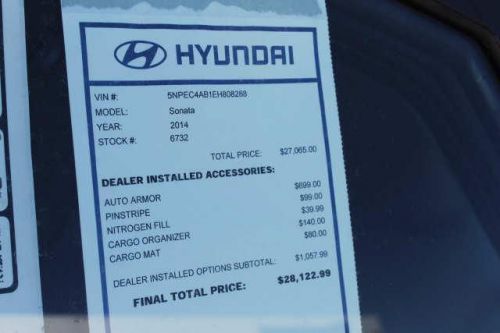 HYUNDAI
VIN #: 5NPEC4AB1EH808288
MODEL: Sonata
YEAR: 2014
STOCK #: 6732
TOTAL PRICE: $27,065.00
DEALER INSTALLED ACCESSORIES:
AUTO ARMOR $699.00
PINSTRIPE $99.00
NITROGEN FILL $39.99
CARGO ORGANIZER $140.00
CARGO MAT $80.00
DEALER INSTALLED OPTIONS SUBTOTAL: $1,057.99
FINAL TOTAL PRICE: $28,122.99